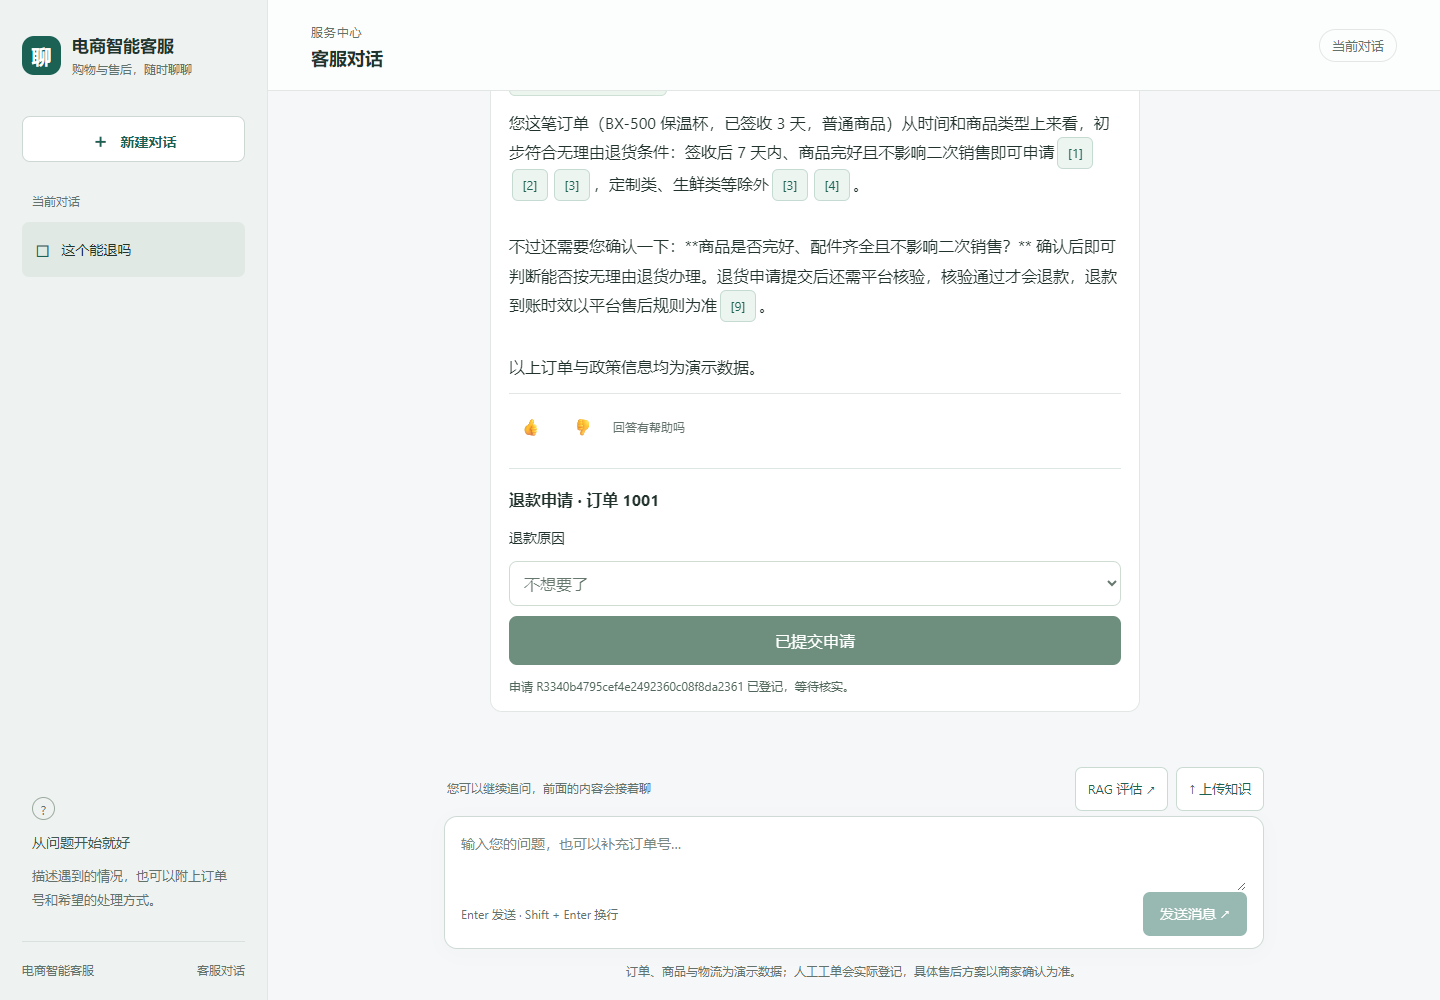 聊
电商智能客服
购物与售后，随时聊聊
+ 新建对话
当前对话
这个能退吗
?
从问题开始就好
描述遇到的情况，也可以附上订单
号和希望的处理方式。
电商智能客服 客服对话
服务中心
客服对话
当前对话
您这笔订单（BX-500 保温杯，已签收 3 天，普通商品）从时间和商品类型上来看，初
步符合无理由退货条件：签收后 7 天内、商品完好且不影响二次销售即可申请 [1]
[2] [3] ，定制类、生鲜类等除外 [3] [4] 。
不过还需要您确认一下：**商品是否完好、配件齐全且不影响二次销售？** 确认后即可
判断能否按无理由退货办理。退货申请提交后还需平台核验，核验通过才会退款，退款
到账时效以平台售后规则为准 [9] 。
以上订单与政策信息均为演示数据。
回答有帮助吗
退款申请 · 订单 1001
退款原因
不想要了
已提交申请
申请 R3340b4795cef4e2492360c08f8da2361 已登记，等待核实。
您可以继续追问，前面的内容会接着聊
RAG 评估 ↗
↑ 上传知识
输入您的问题，也可以补充订单号...
Enter 发送 · Shift + Enter 换行
发送消息 ↗
订单、商品与物流为演示数据；人工工单会实际登记，具体售后方案以商家确认为准。